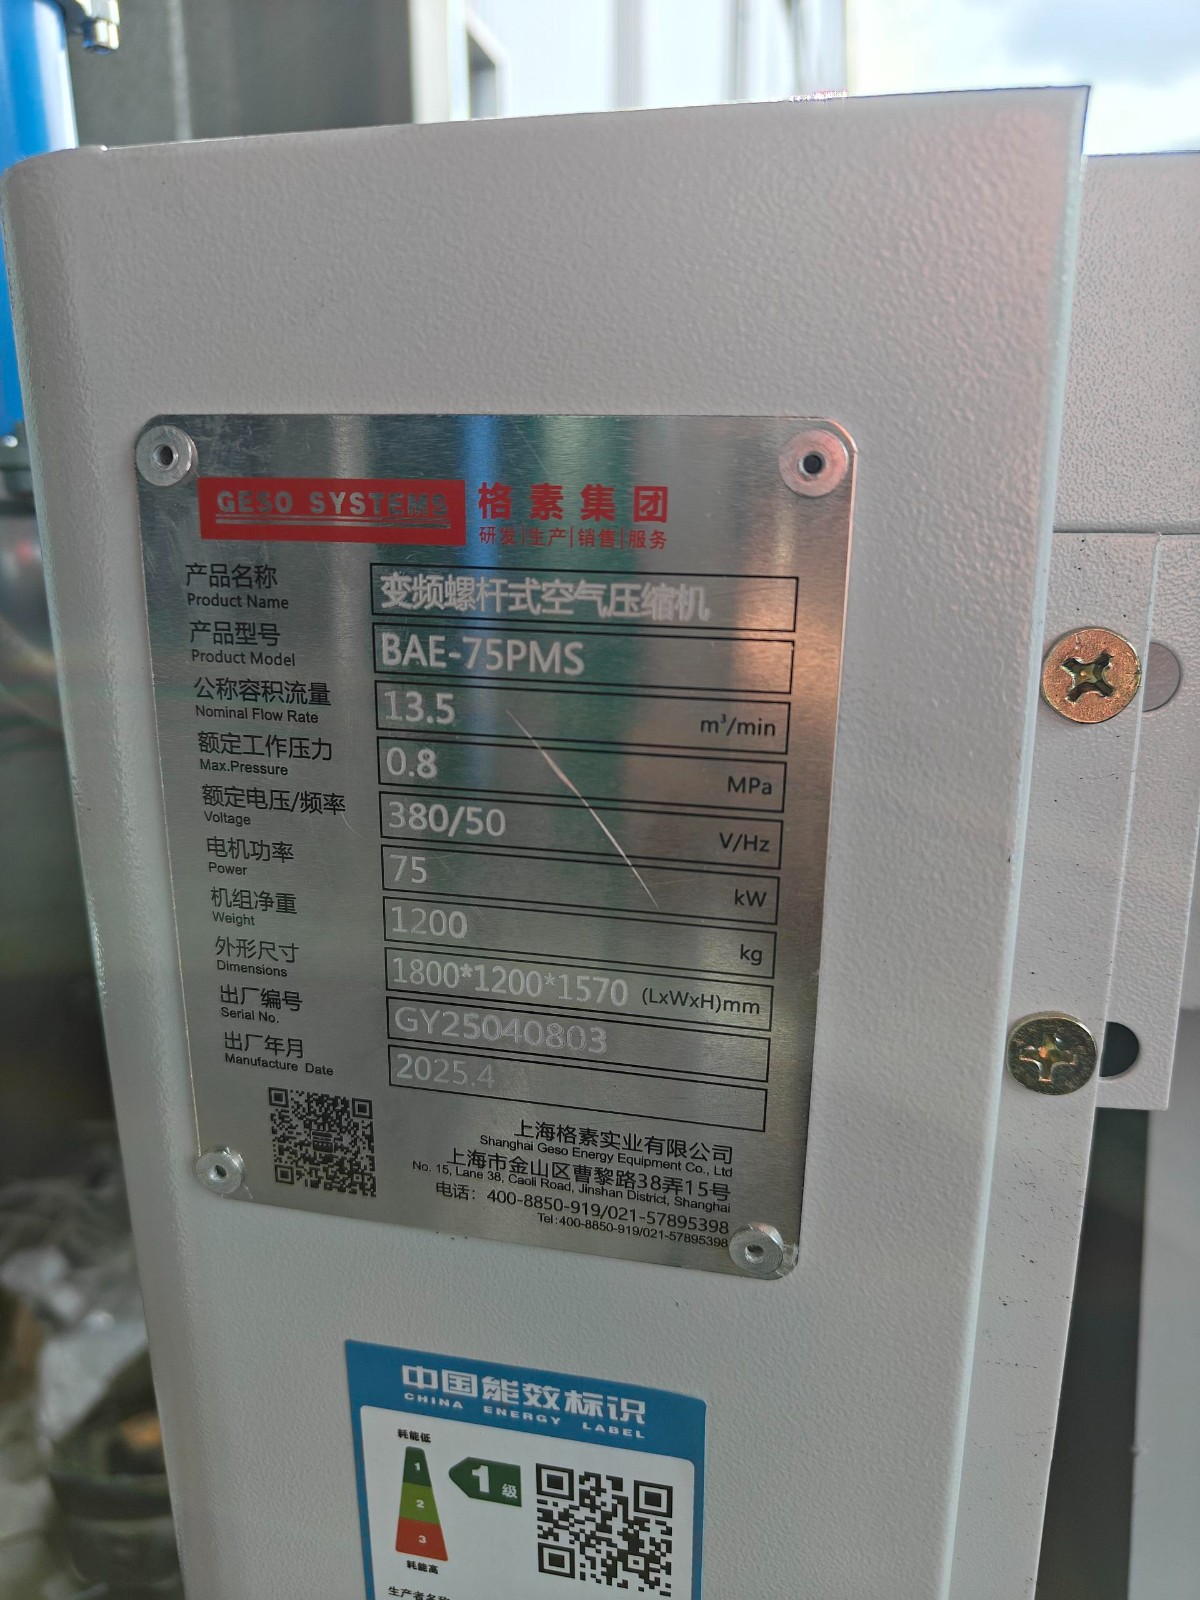 GESO SYSTEMS 格素集团
研发|生产|销售|服务
产品名称 变频螺杆式空气压缩机
Product Name
产品型号 BAE-75PMS
Product Model
公称容积流量 13.5 m³/min
Nominal Flow Rate
额定工作压力 0.8 MPa
Max.Pressure
额定电压/频率 380/50 V/Hz
Voltage
电机功率 75 kW
Power
机组净重 1200 kg
Weight
外形尺寸 1800*1200*1570 (LxWxH)mm
Dimensions
出厂编号 GY25040803
Serial No.
出厂年月 2025.4
Manufacture Date
上海格素实业有限公司
Shanghai Geso Energy Equipment Co., Ltd
上海市金山区曹黎路38弄15号
No. 15, Lane 38, Caoli Road, Jinshan District, Shanghai
电话：400-8850-919/021-57895398
Tel:400-8850-919/021-57895398
中国能效标识
CHINA ENERGY LABEL
耗能低
1
1级
2
3
耗能高
生产者名称